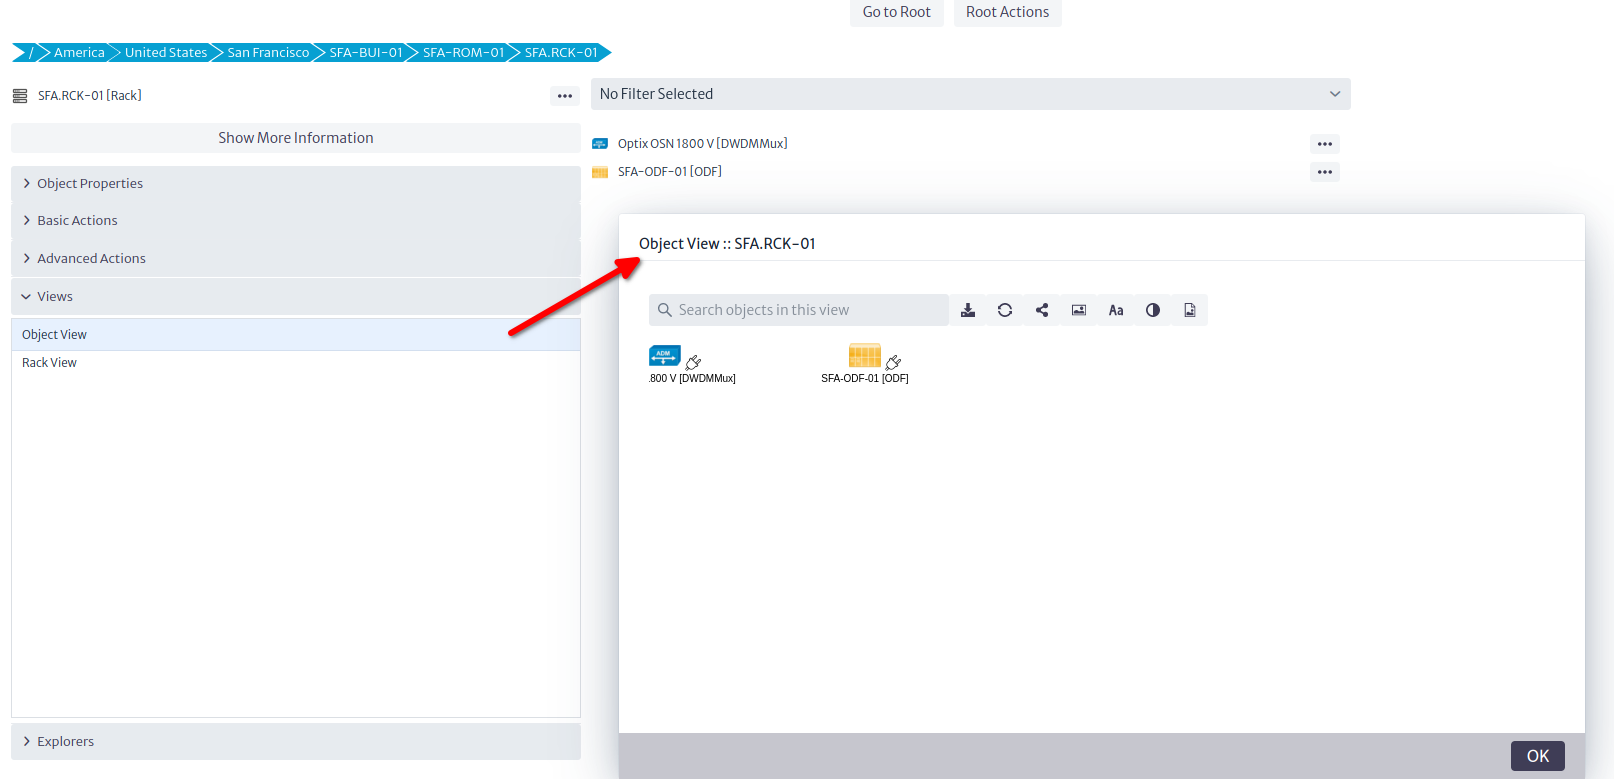 Go to Root Root Actions
/ America United States San Francisco SFA-BUI-01 SFA-ROM-01 SFA.RCK-01
SFA.RCK-01 [Rack]
No Filter Selected
Show More Information
Optix OSN 1800 V [DWDMMux]
SFA-ODF-01 [ODF]
Object Properties
Basic Actions
Advanced Actions
Views
Object View
Rack View
Explorers
Object View :: SFA.RCK-01
Search objects in this view
Aa
ADM
.800 V [DWDMMux] SFA-ODF-01 [ODF]
OK